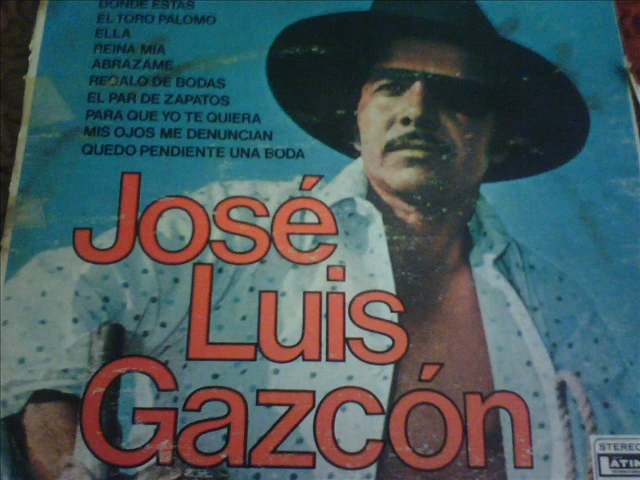 DONDE ESTAS
EL TORO PALOMO
ELLA
REINA MIA
ABRAZAME
REGALO DE BODAS
EL PAR DE ZAPATOS
PARA QUE YO TE QUIERA
MIS OJOS ME DENUNCIAN
QUEDO PENDIENTE UNA BODA
José
Luis
Gazcón
STEREO
LATIN